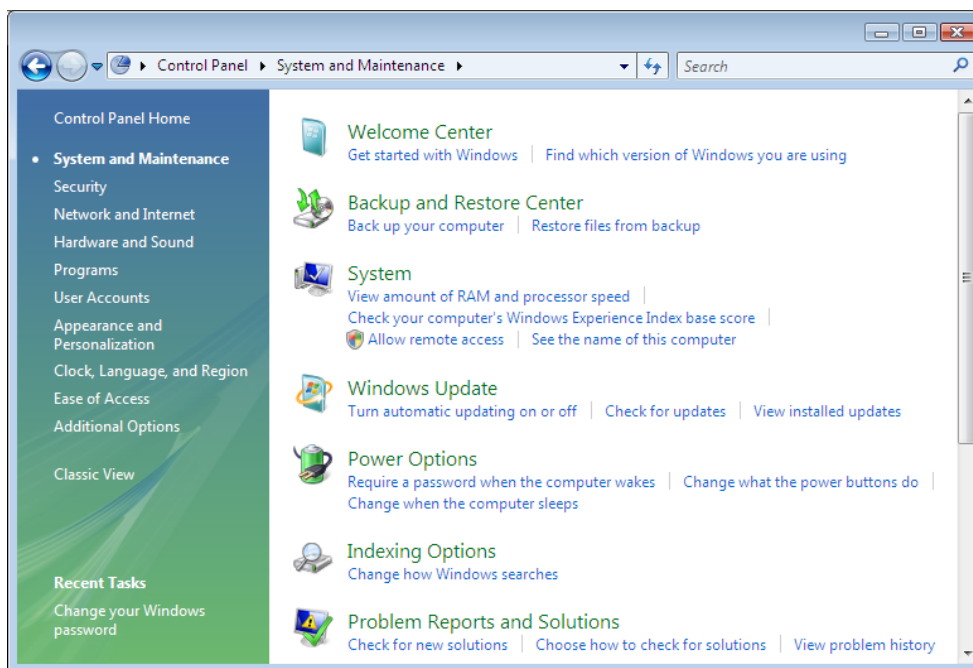 Control Panel System and Maintenance Search
Control Panel Home
System and Maintenance
Security
Network and Internet
Hardware and Sound
Programs
User Accounts
Appearance and
Personalization
Clock, Language, and Region
Ease of Access
Additional Options
Classic View
Recent Tasks
Change your Windows
password
Welcome Center
Get started with Windows Find which version of Windows you are using
Backup and Restore Center
Back up your computer Restore files from backup
System
View amount of RAM and processor speed
Check your computer's Windows Experience Index base score
Allow remote access See the name of this computer
Windows Update
Turn automatic updating on or off Check for updates View installed updates
Power Options
Require a password when the computer wakes Change what the power buttons do
Change when the computer sleeps
Indexing Options
Change how Windows searches
Problem Reports and Solutions
Check for new solutions Choose how to check for solutions View problem history